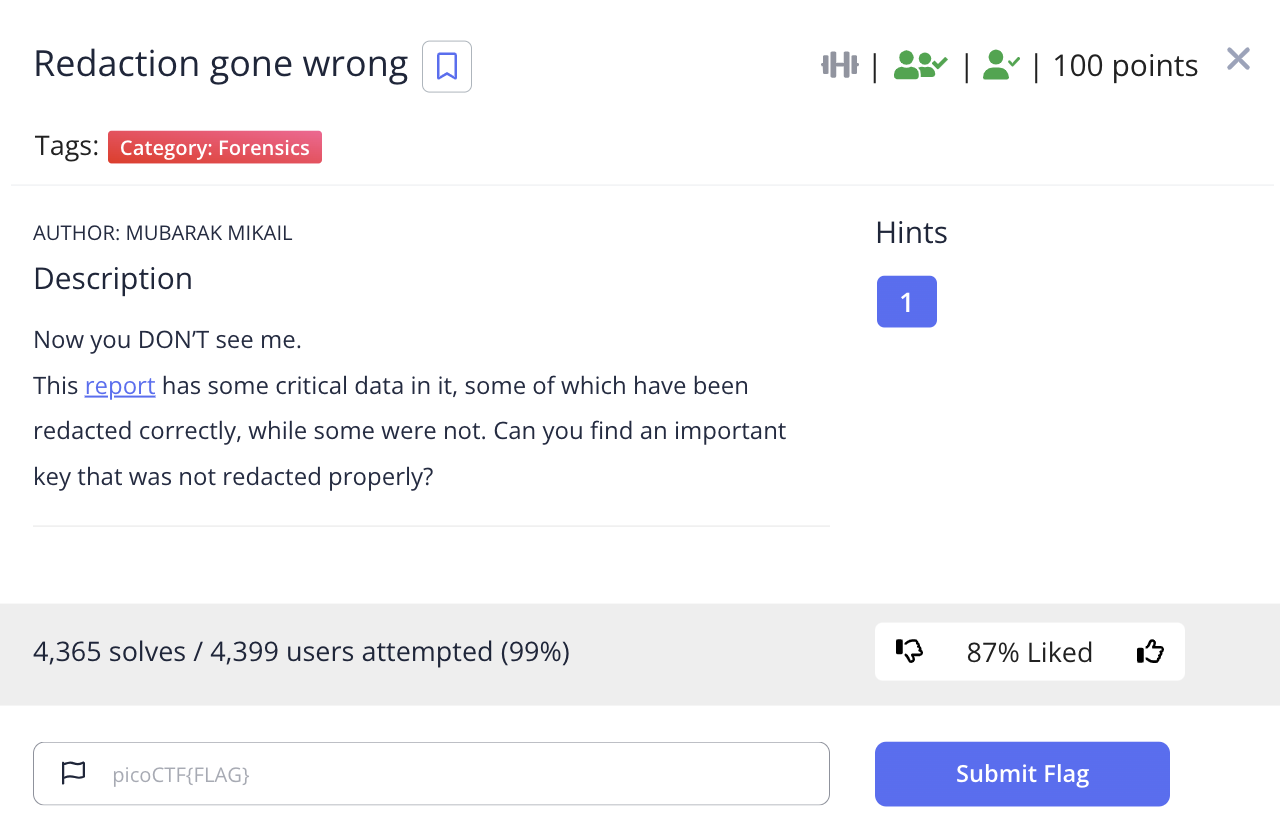 Redaction gone wrong
| | | 100 points
Tags: Category: Forensics
AUTHOR: MUBARAK MIKAIL
Description
Now you DON’T see me.
This report has some critical data in it, some of which have been
redacted correctly, while some were not. Can you find an important
key that was not redacted properly?
Hints
1
4,365 solves / 4,399 users attempted (99%)
87% Liked
picoCTF{FLAG}
Submit Flag